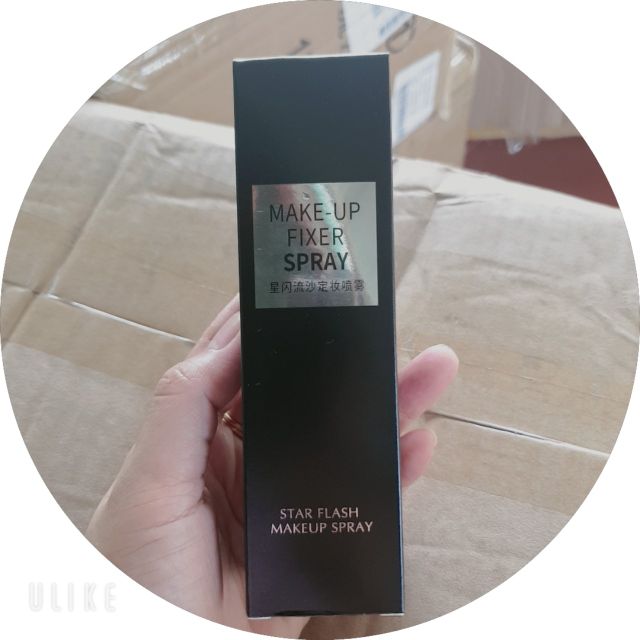 MAKE-UP
FIXER
SPRAY
星闪流沙定妆喷雾
STAR FLASH
MAKEUP SPRAY
ULIKE